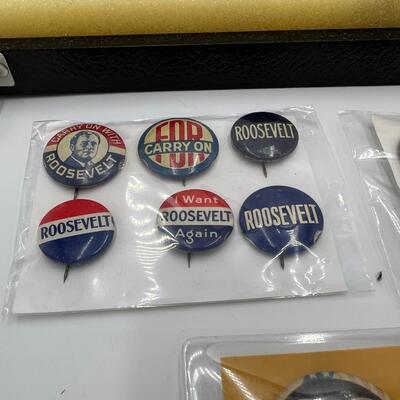 CARRY ON WITH
ROOSEVELT
FDR
CARRY ON
ROOSEVELT
ROOSEVELT
I Want
ROOSEVELT
Again
ROOSEVELT